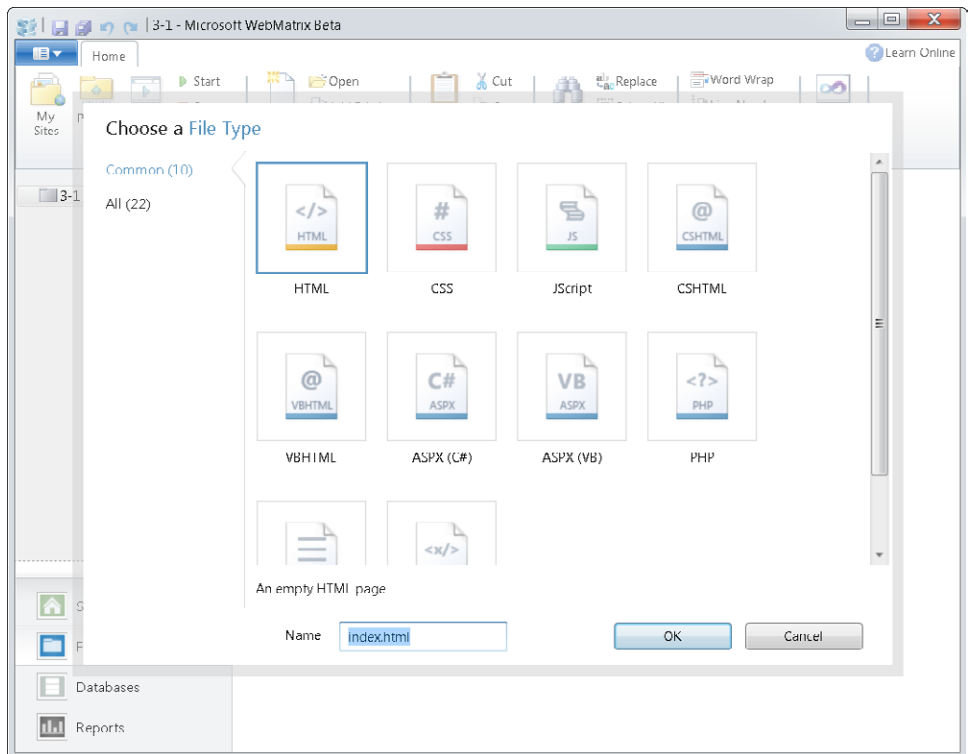 3-1 - Microsoft WebMatrix Beta
Home
Learn Online
Start
Open
Cut
Replace
Word Wrap
My
Sites
Choose a File Type
Common (10)
All (22)
3-1
</>
HTML
#
CSS
JS
@
CSHTML
HTML
CSS
JScript
CSHTML
@
VBHTML
C#
ASPX
VB
ASPX
<?>
PHP
VBHTML
ASPX (C#)
ASPX (VB)
PHP
<x/>
An empty HTML page
Name
index.html
OK
Cancel
Databases
Reports